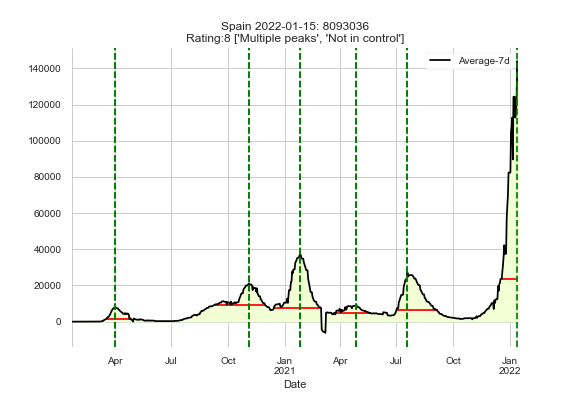 Spain 2022-01-15: 8093036
Rating:8 ['Multiple peaks', 'Not in control']
Average-7d
140000
120000
100000
80000
60000
40000
20000
0
Apr Jul Oct Jan Apr Jul Oct Jan
2021 2022
Date